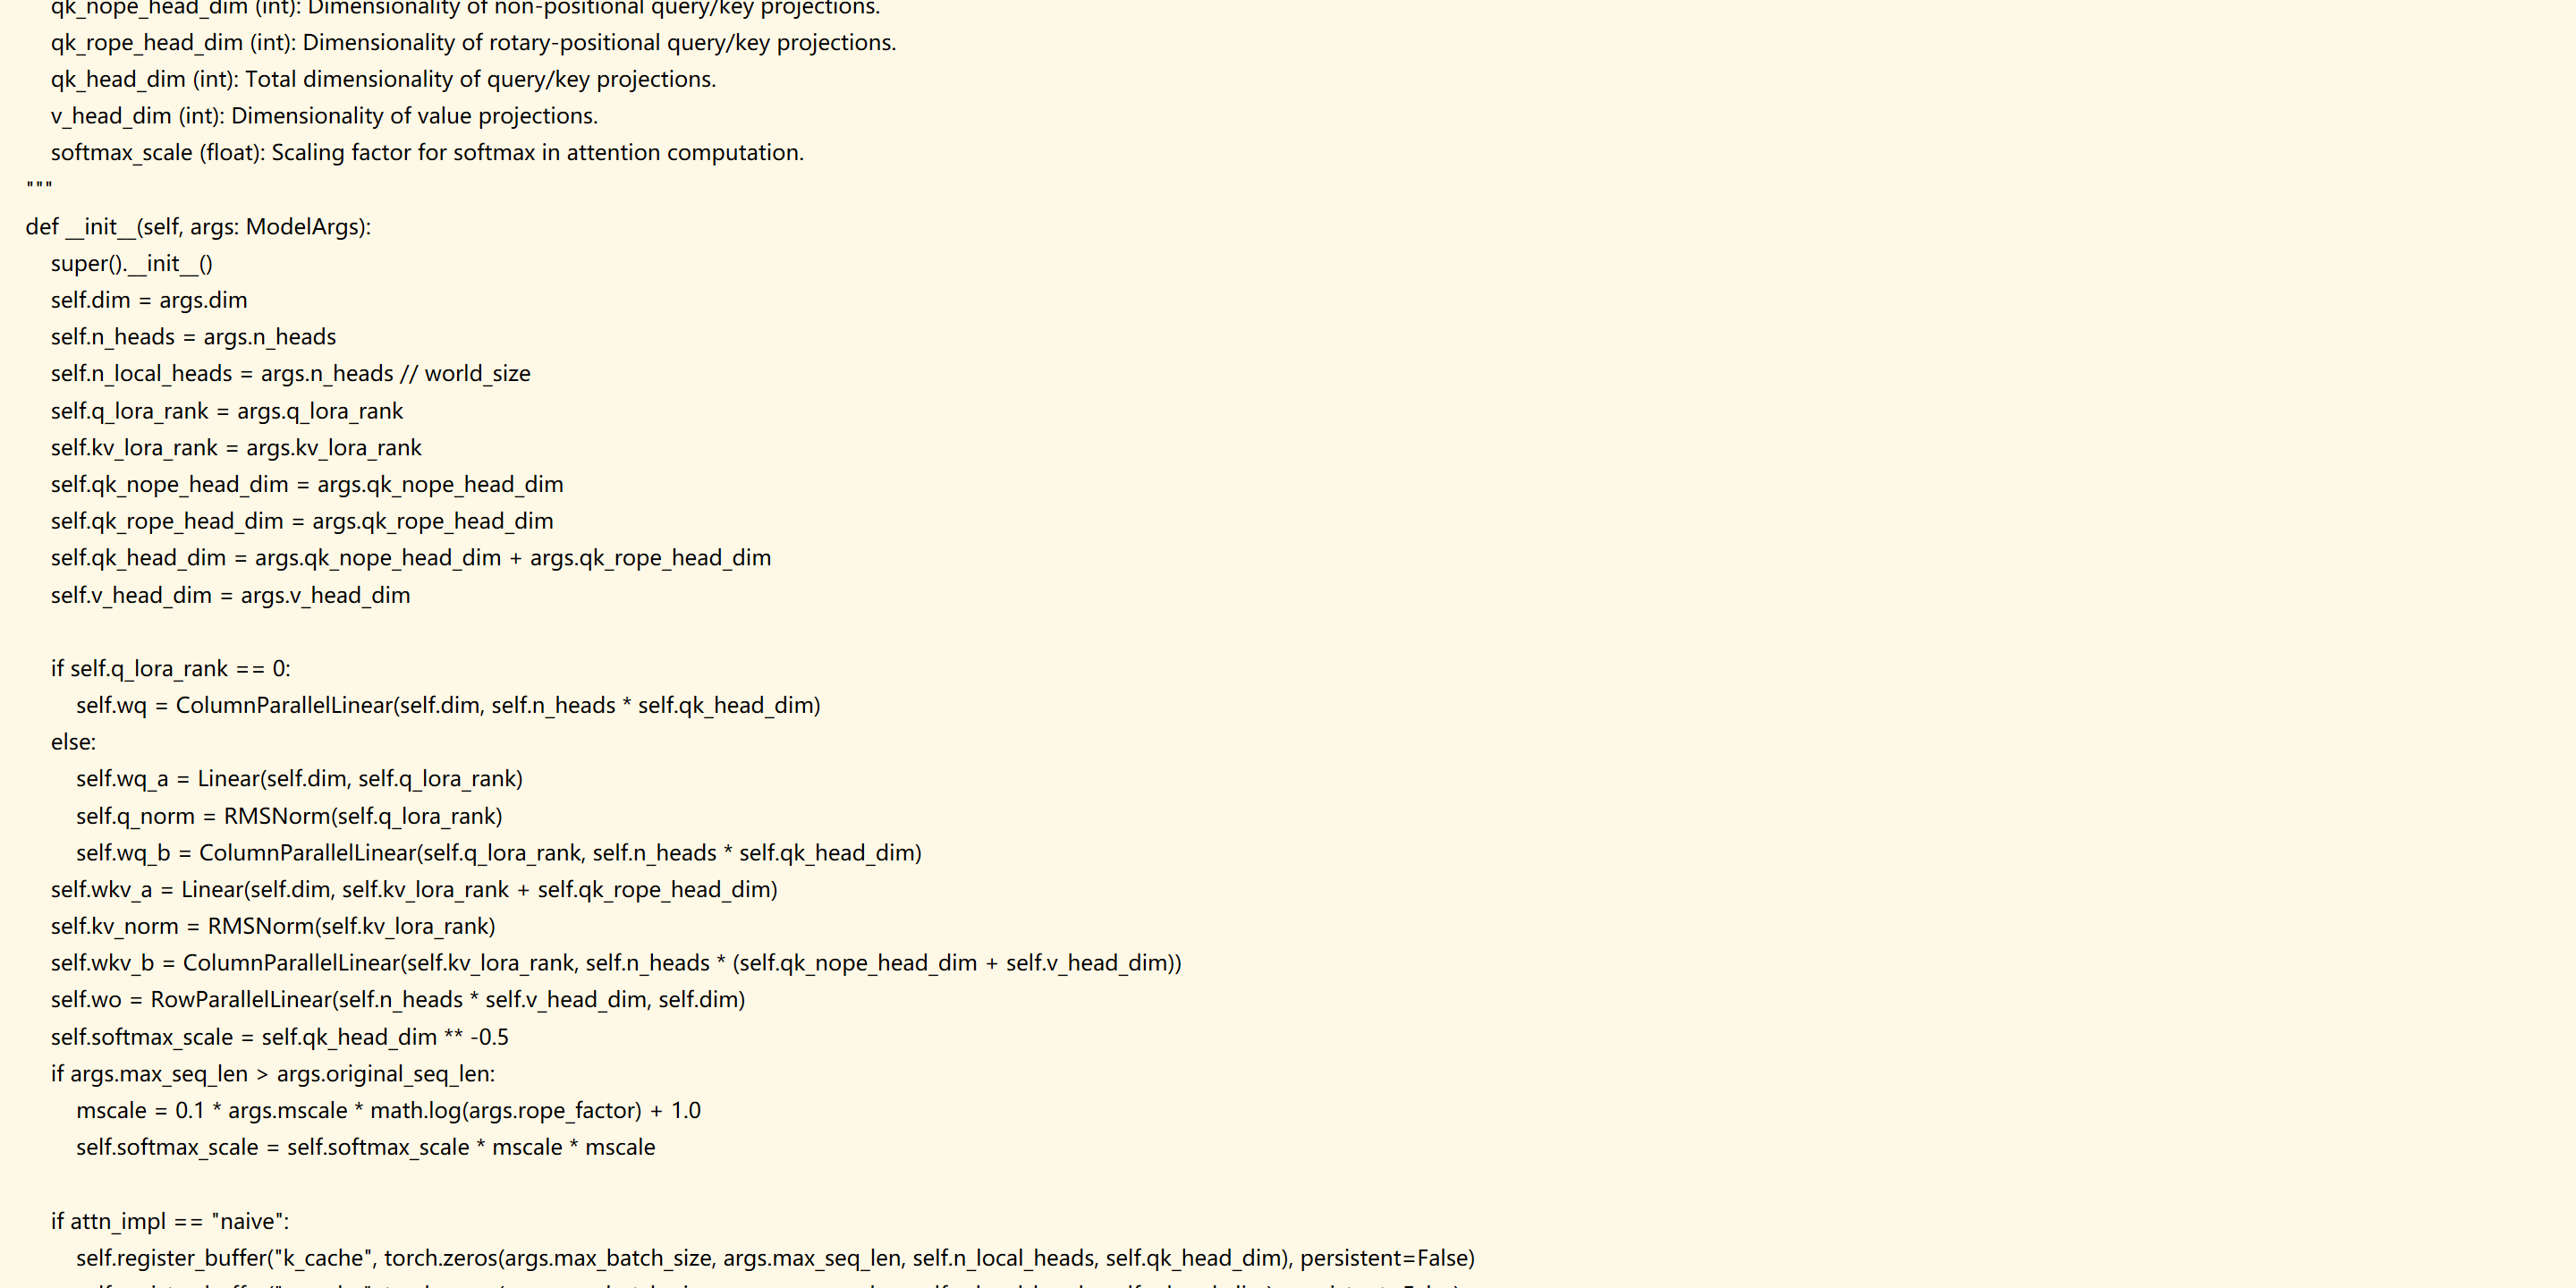 qk_nope_head_dim (int): Dimensionality of non-positional query/key projections.
qk_rope_head_dim (int): Dimensionality of rotary-positional query/key projections.
qk_head_dim (int): Total dimensionality of query/key projections.
v_head_dim (int): Dimensionality of value projections.
softmax_scale (float): Scaling factor for softmax in attention computation.
"""
def __init__(self, args: ModelArgs):
super().__init__()
self.dim = args.dim
self.n_heads = args.n_heads
self.n_local_heads = args.n_heads // world_size
self.q_lora_rank = args.q_lora_rank
self.kv_lora_rank = args.kv_lora_rank
self.qk_nope_head_dim = args.qk_nope_head_dim
self.qk_rope_head_dim = args.qk_rope_head_dim
self.qk_head_dim = args.qk_nope_head_dim + args.qk_rope_head_dim
self.v_head_dim = args.v_head_dim
if self.q_lora_rank == 0:
self.wq = ColumnParallelLinear(self.dim, self.n_heads * self.qk_head_dim)
else:
self.wq_a = Linear(self.dim, self.q_lora_rank)
self.q_norm = RMSNorm(self.q_lora_rank)
self.wq_b = ColumnParallelLinear(self.q_lora_rank, self.n_heads * self.qk_head_dim)
self.wkv_a = Linear(self.dim, self.kv_lora_rank + self.qk_rope_head_dim)
self.kv_norm = RMSNorm(self.kv_lora_rank)
self.wkv_b = ColumnParallelLinear(self.kv_lora_rank, self.n_heads * (self.qk_nope_head_dim + self.v_head_dim))
self.wo = RowParallelLinear(self.n_heads * self.v_head_dim, self.dim)
self.softmax_scale = self.qk_head_dim ** -0.5
if args.max_seq_len > args.original_seq_len:
mscale = 0.1 * args.mscale * math.log(args.rope_factor) + 1.0
self.softmax_scale = self.softmax_scale * mscale * mscale
if attn_impl == "naive":
self.register_buffer("k_cache", torch.zeros(args.max_batch_size, args.max_seq_len, self.n_local_heads, self.qk_head_dim), persistent=False)